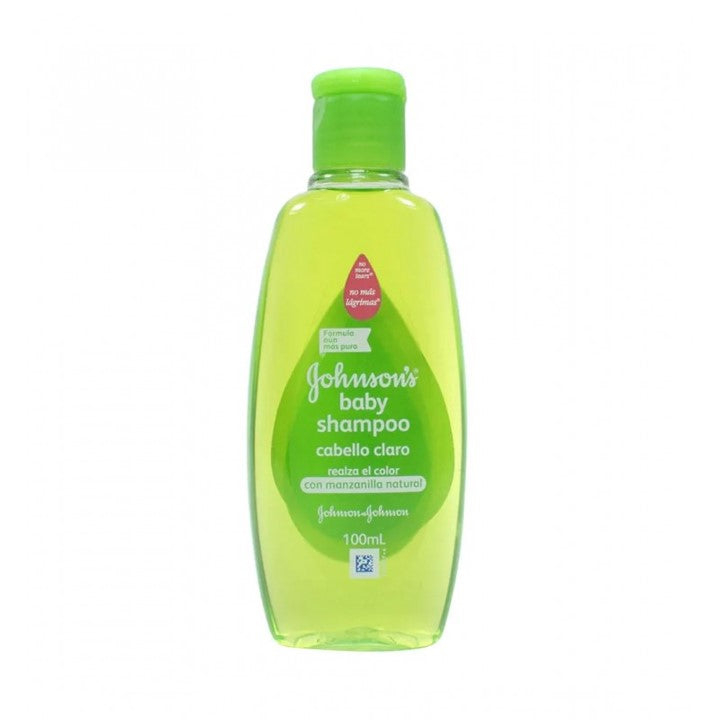 no
more
tears®
no más
lágrimas®
Fórmula
aun
más pura
Johnson's®
baby
shampoo
cabello claro
realza el color
con manzanilla natural
Johnson & Johnson
100mL